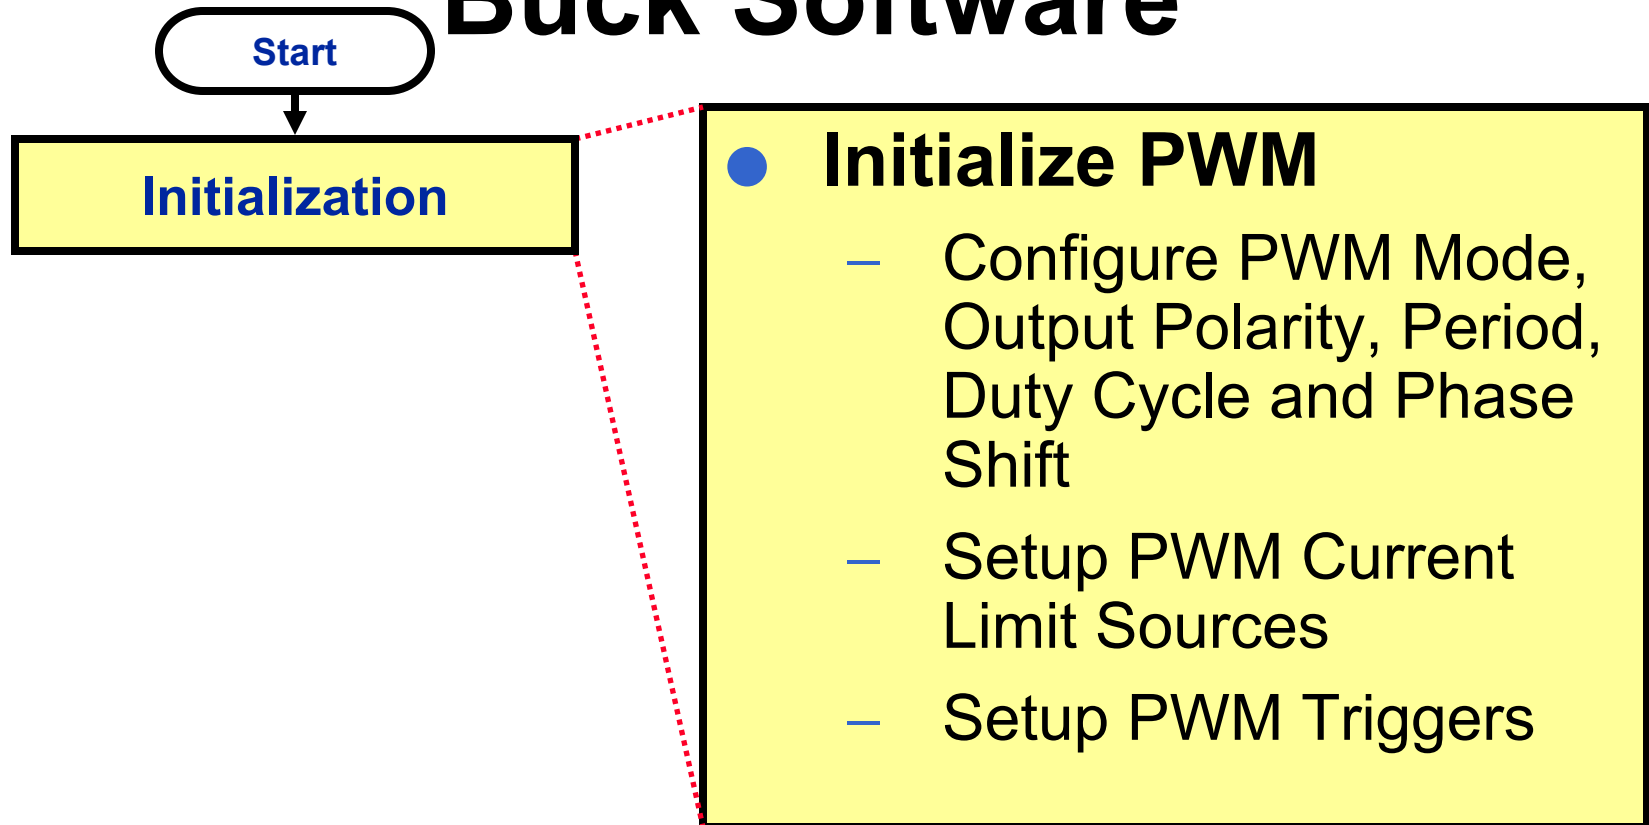 Buck Software
Start
Initialization
● Initialize PWM
– Configure PWM Mode,
Output Polarity, Period,
Duty Cycle and Phase
Shift
– Setup PWM Current
Limit Sources
– Setup PWM Triggers